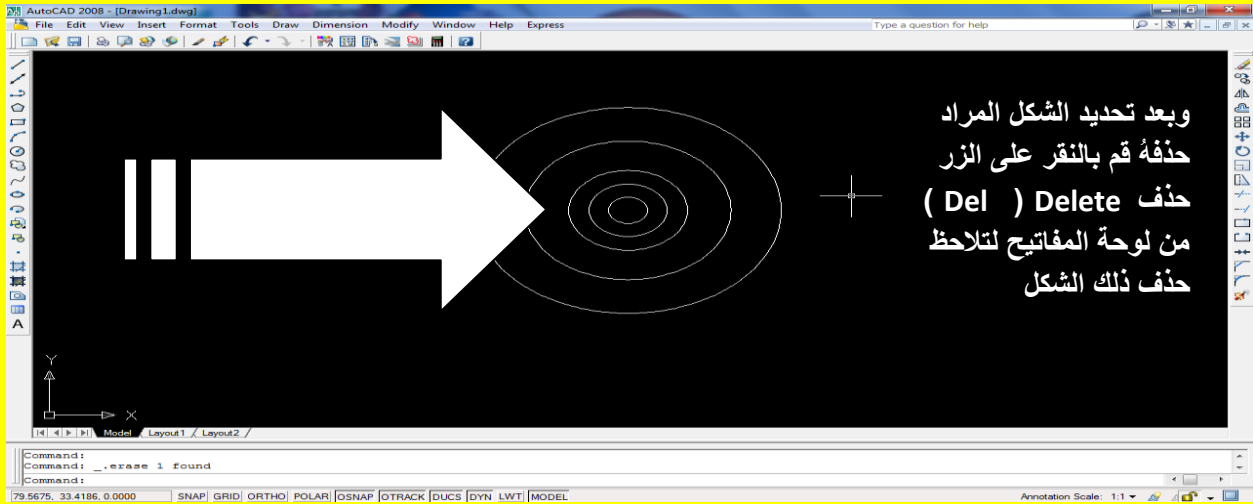 AutoCAD 2008 - [Drawing1.dwg]
File Edit View Insert Format Tools Draw Dimension Modify Window Help Express
Type a question for help
وبعد تحديد الشكل المراد
حذفهُ قم بالنقر على الزر
حذف Del ) Delete )
من لوحة المفاتيح لتلاحظ
حذف ذلك الشكل
A
Y
X
Model Layout1 Layout2
Command:
Command: _.erase 1 found
Command:
79.5675, 33.4186, 0.0000 SNAP GRID ORTHO POLAR OSNAP OTRACK DUCS DYN LWT MODEL
Annotation Scale: 1:1